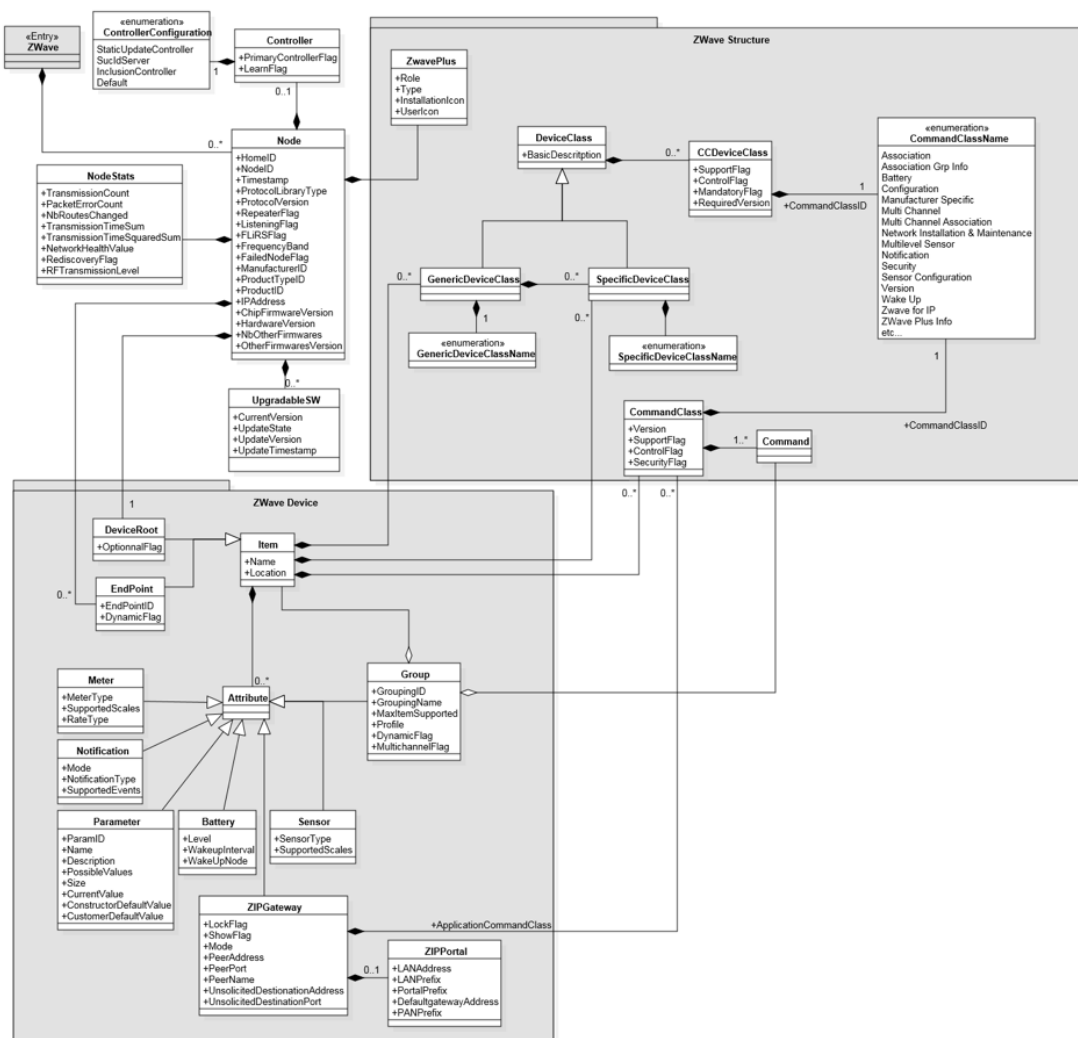 «Entry»
ZWave
«enumeration»
ControllerConfiguration
StaticUpdateController
SucIdServer
InclusionController
Default
1
Controller
+PrimaryControllerFlag
+LearnFlag
0..1
0..*
Node
+HomeID
+NodeID
+Timestamp
+ProtocolLibraryType
+ProtocolVersion
+RepeaterFlag
+ListeningFlag
+FLiRSFlag
+FrequencyBand
+FailedNodeFlag
+ManufacturerID
+ProductTypeID
+ProductID
+IPAddress
+ChipFirmwareVersion
+HardwareVersion
+NbOtherFirmwares
+OtherFirmwaresVersion
NodeStats
+TransmissionCount
+PacketErrorCount
+NbRoutesChanged
+TransmissionTimeSum
+TransmissionTimeSquaredSum
+NetworkHealthValue
+RediscoveryFlag
+RFTransmissionLevel
0..*
UpgradableSW
+CurrentVersion
+UpdateState
+UpdateVersion
+UpdateTimestamp
ZWave Structure
ZwavePlus
+Role
+Type
+InstallationIcon
+UserIcon
DeviceClass
+BasicDescritption
0..*
CCDeviceClass
+SupportFlag
+ControlFlag
+MandatoryFlag
+RequiredVersion
1
+CommandClassID
«enumeration»
CommandClassName
Association
Association Grp Info
Battery
Configuration
Manufacturer Specific
Multi Channel
Multi Channel Association
Network Installation & Maintenance
Multilevel Sensor
Notification
Security
Sensor Configuration
Version
Wake Up
Zwave for IP
ZWave Plus Info
etc...
1
0..*
GenericDeviceClass
0..*
SpecificDeviceClass
1
0..*
«enumeration»
GenericDeviceClassName
«enumeration»
SpecificDeviceClassName
CommandClass
+Version
+SupportFlag
+ControlFlag
+SecurityFlag
+CommandClassID
1..*
Command
0..*
0..*
ZWave Device
1
DeviceRoot
+OptionnalFlag
Item
+Name
+Location
0..*
EndPoint
+EndPointID
+DynamicFlag
Meter
+MeterType
+SupportedScales
+RateType
0..*
Attribute
Group
+GroupingID
+GroupingName
+MaxItemSupported
+Profile
+DynamicFlag
+MultichannelFlag
Notification
+Mode
+NotificationType
+SupportedEvents
Parameter
+ParamID
+Name
+Description
+PossibleValues
+Size
+CurrentValue
+ConstructorDefaultValue
+CustomerDefaultValue
Battery
+Level
+WakeupInterval
+WakeUpNode
Sensor
+SensorType
+SupportedScales
ZIPGateway
+LockFlag
+ShowFlag
+Mode
+PeerAddress
+PeerPort
+PeerName
+UnsolicitedDestionationAddress
+UnsolicitedDestinationPort
+ApplicationCommandClass
0..1
ZIPPortal
+LANAddress
+LANPrefix
+PortalPrefix
+DefaultgatewayAddress
+PANPrefix